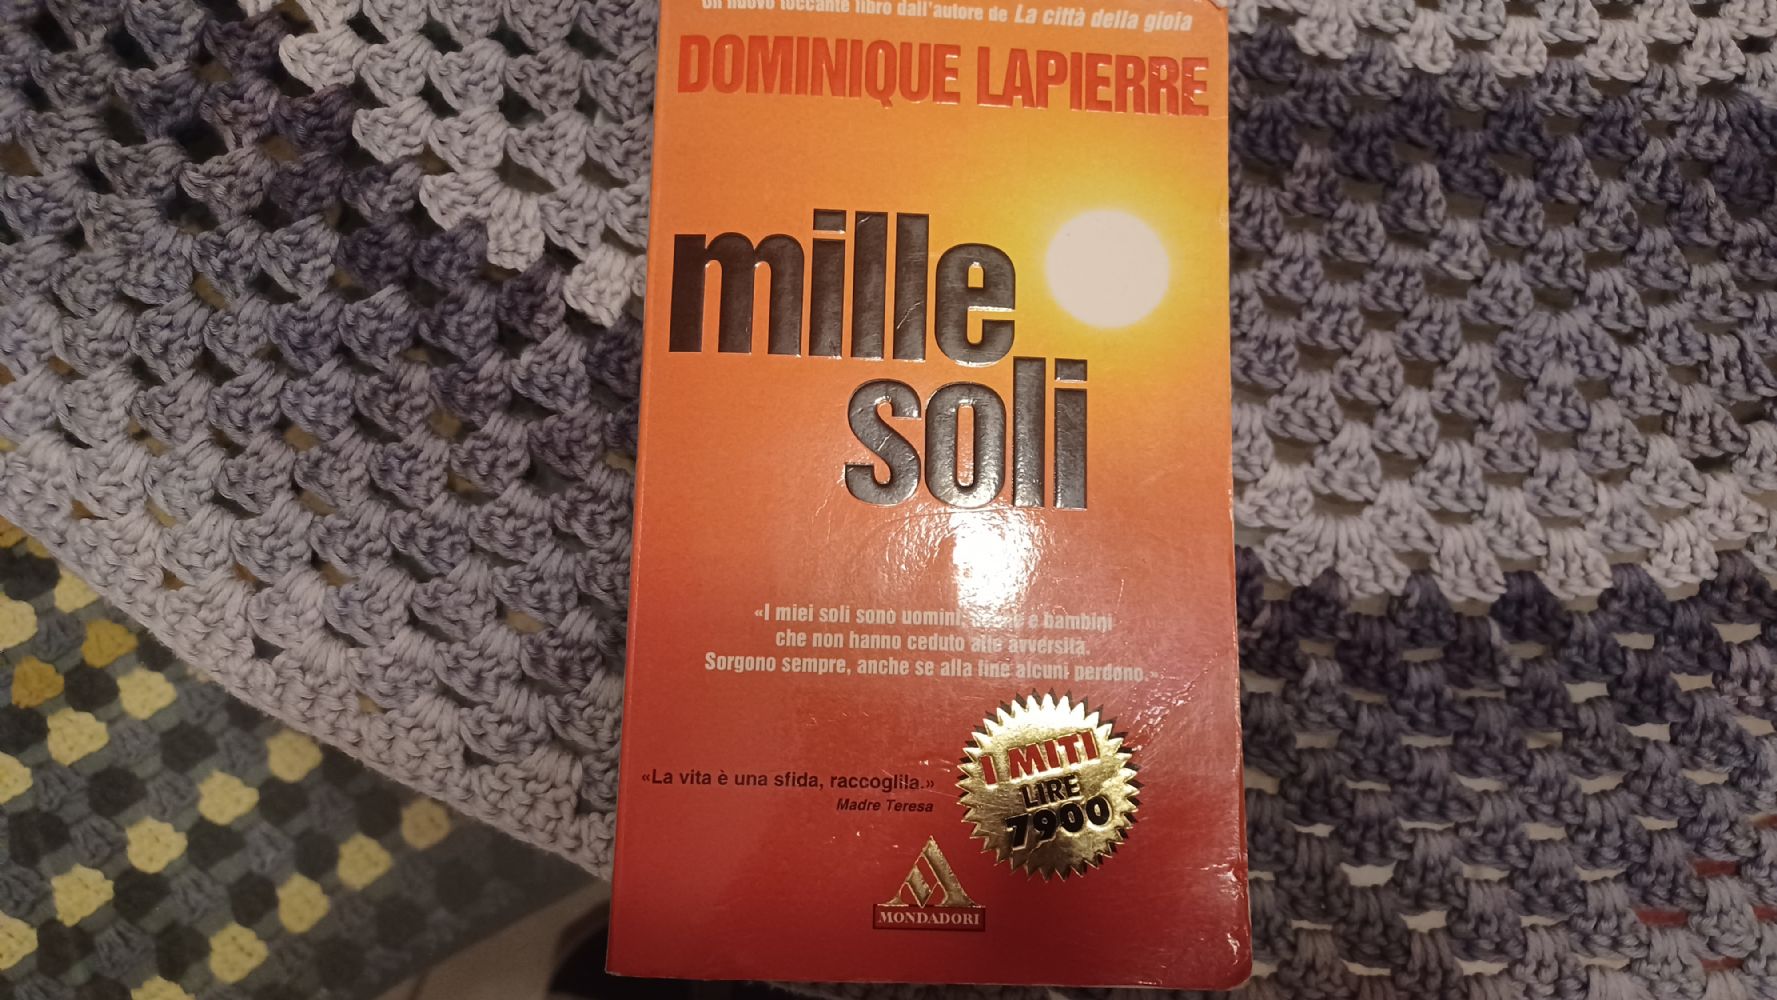 Un nuovo toccante libro dall'autore de La città della gioia
DOMINIQUE LAPIERRE
mille
soli
«I miei soli sono uomini, e bambini
che non hanno ceduto alle avversità.
Sorgono sempre, anche se alla fine alcuni perdono.»
«La vita è una sfida, raccoglila.»
Madre Teresa
I MITI
LIRE
7900
MONDADORI